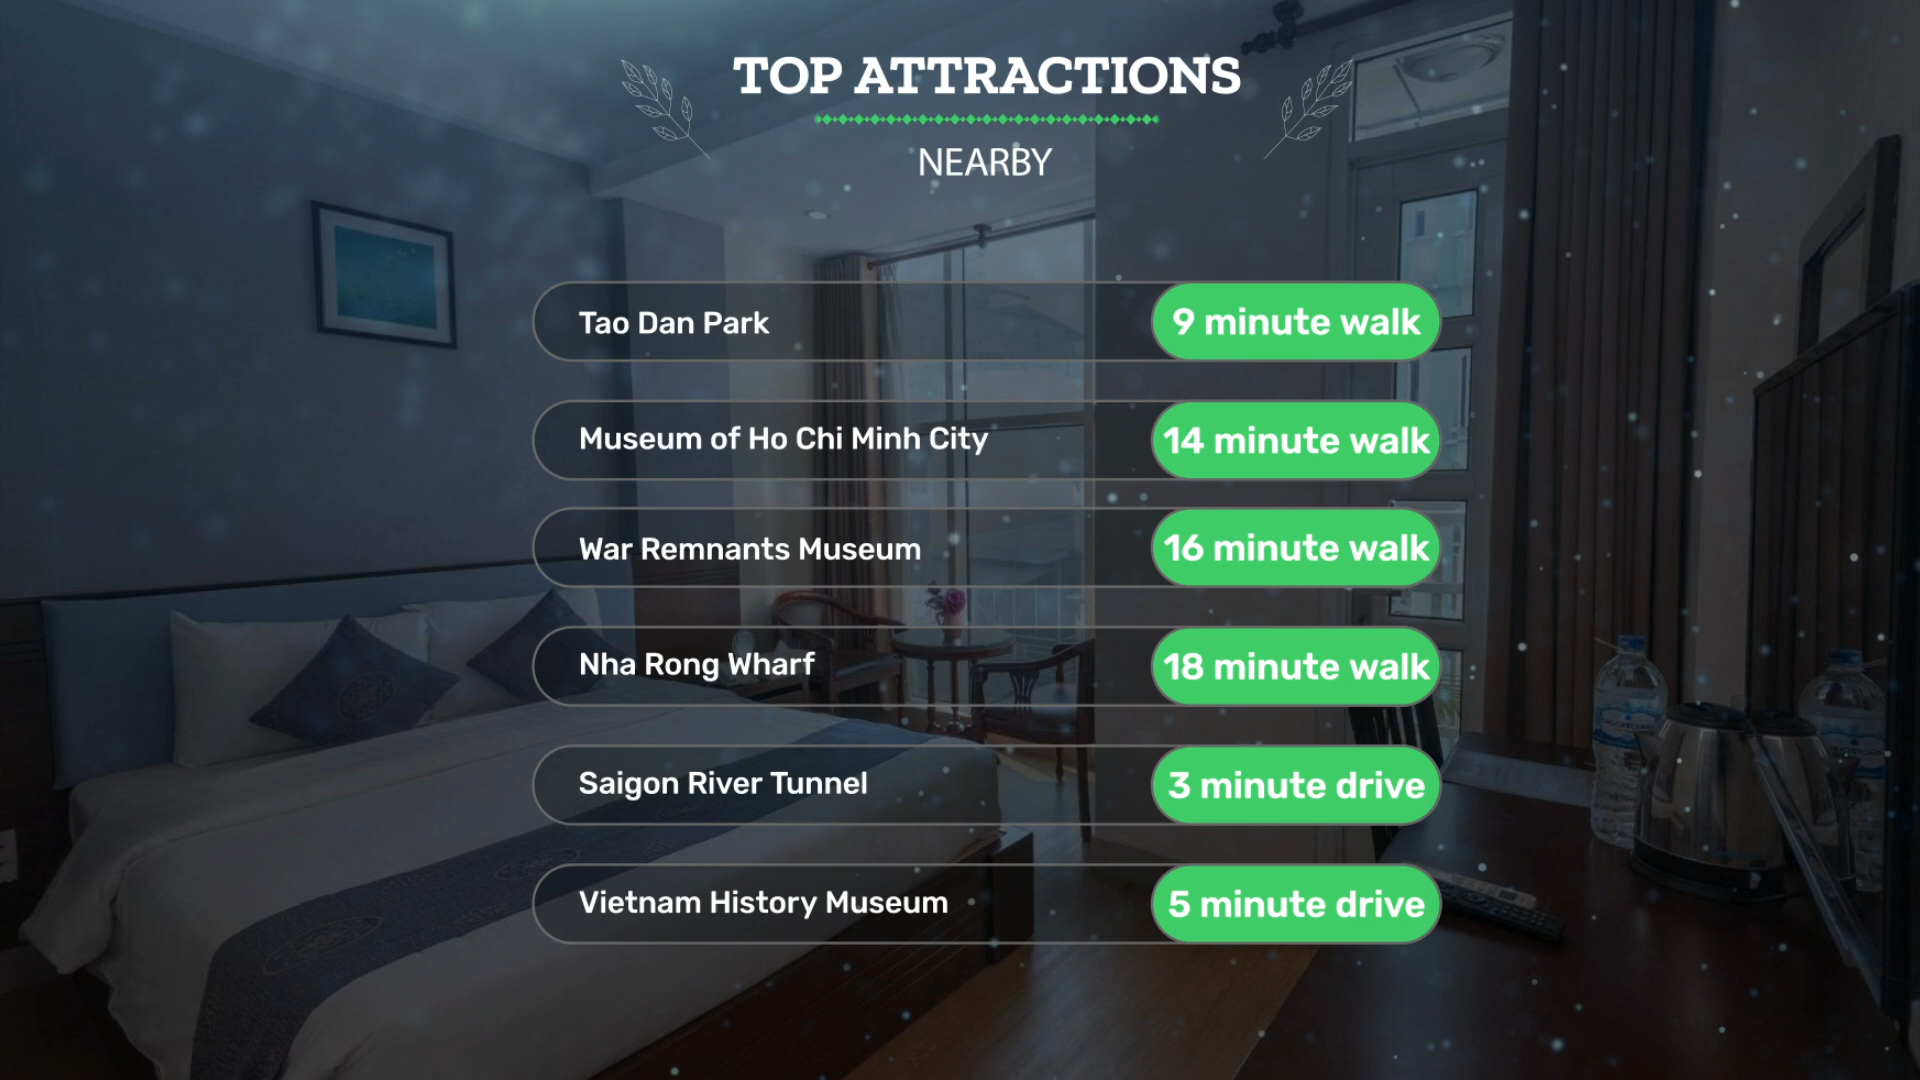 TOP ATTRACTIONS
NEARBY
Tao Dan Park
9 minute walk
Museum of Ho Chi Minh City
14 minute walk
War Remnants Museum
16 minute walk
Nha Rong Wharf
18 minute walk
Saigon River Tunnel
3 minute drive
Vietnam History Museum
5 minute drive